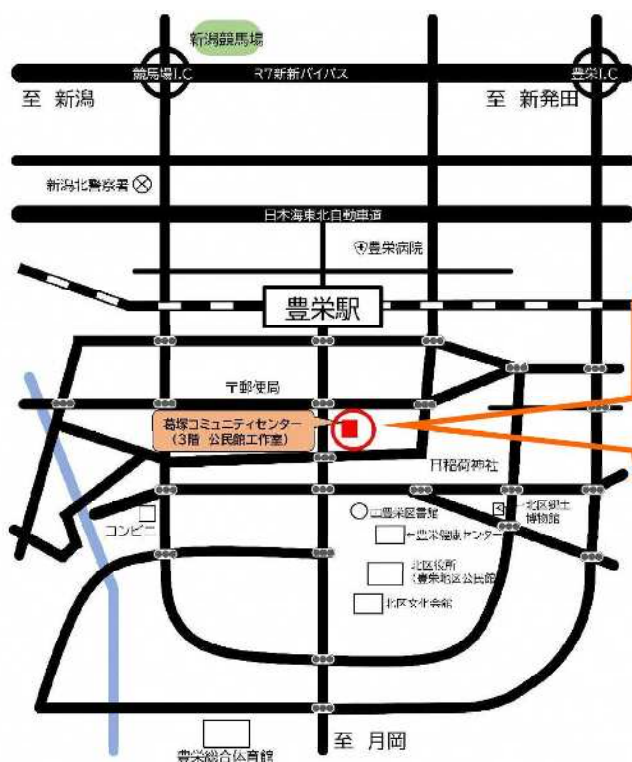 新潟競馬場
競馬場I.C
R7新新バイパス
豊栄I.C
至 新潟
至 新発田
新潟北警察署
日本海東北自動車道
豊栄病院
豊栄駅
〒郵便局
葛塚コミュニティセンター
(3階 公民館工作室)
稲荷神社
コンビニ
豊栄図書館
←豊栄健康センター
北区郷土
博物館
北区役所
(豊栄地区公民館)
北区文化会館
豊栄総合体育館
至 月岡